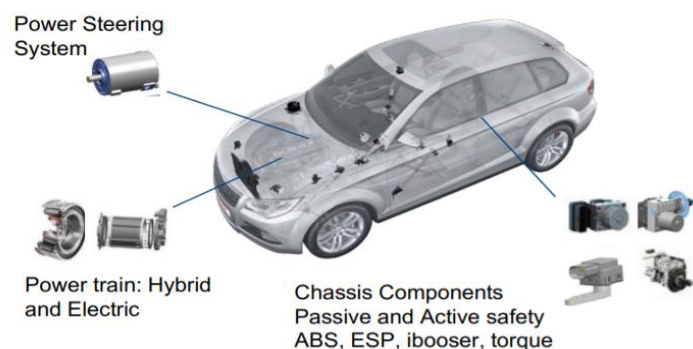 Power Steering
System
Power train: Hybrid
and Electric
Chassis Components
Passive and Active safety
ABS, ESP, ibooser, torque